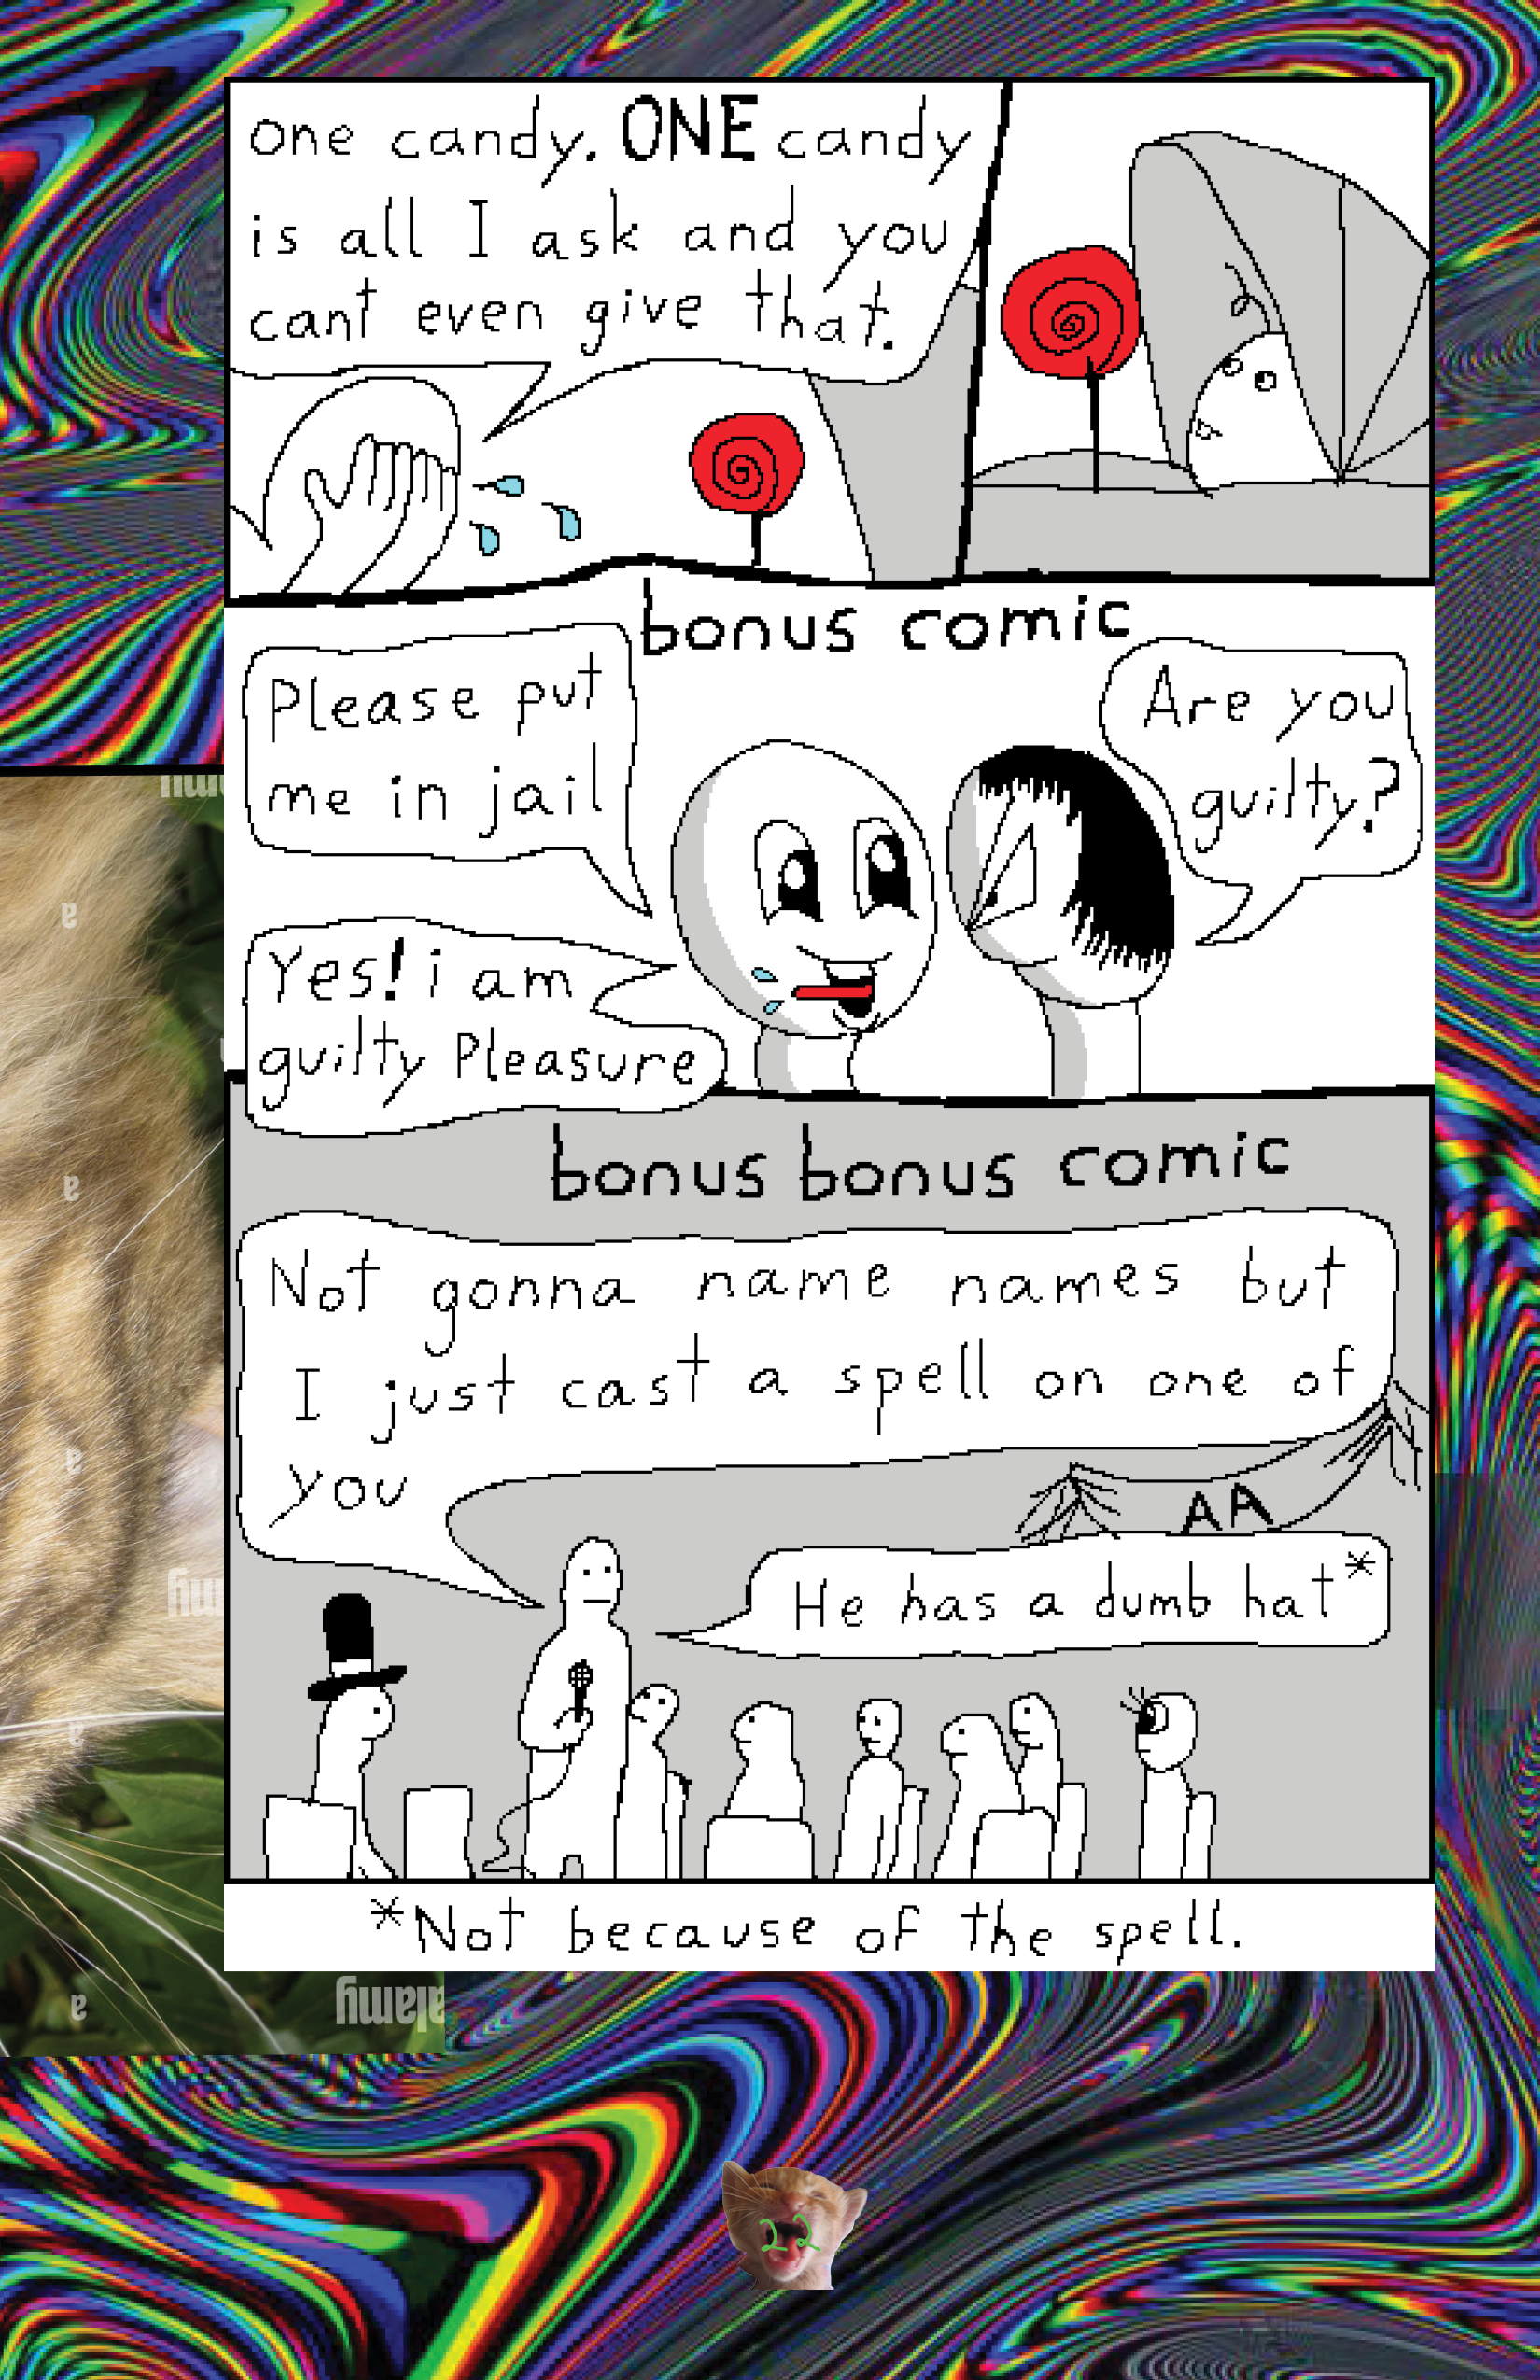 one candy. ONE candy
is all I ask and you
cant even give that.
bonus comic
Please put
me in jail
Are you
guilty?
Yes! i am
guilty Pleasure
bonus bonus comic
Not gonna name names but
I just cast a spell on one of
you
AA
He has a dumb hat*
*Not because of the spell.
a
a
a
a
a
alamy
22